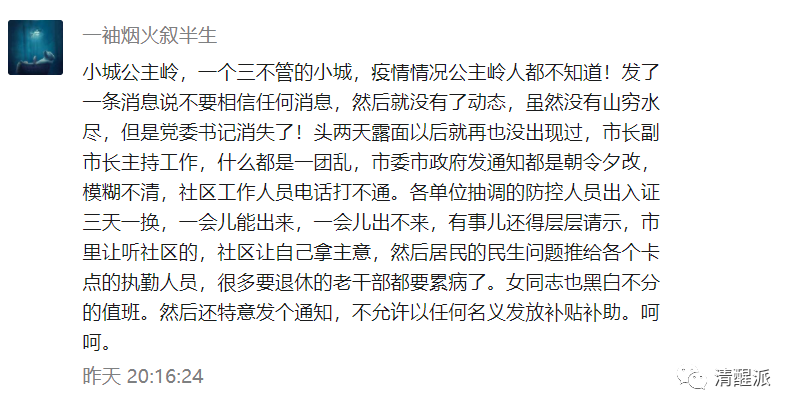 一袖烟火叙半生
小城公主岭，一个三不管的小城，疫情情况公主岭人都不知道！发了
一条消息说不要相信任何消息，然后就没有了动态，虽然没有山穷水
尽，但是党委书记消失了！头两天露面以后就再也没出现过，市长副
市长主持工作，什么都是一团乱，市委市政府发通知都是朝令夕改，
模糊不清，社区工作人员电话打不通。各单位抽调的防控人员出入证
三天一换，一会儿能出来，一会儿出不来，有事儿还得层层请示，市
里让听社区的，社区让自己拿主意，然后居民的民生问题推给各个卡
点的执勤人员，很多要退休的老干部都要累病了。女同志也黑白不分
的值班。然后还特意发个通知，不允许以任何名义发放补贴补助。呵
呵。
昨天 20:16:24
清醒派